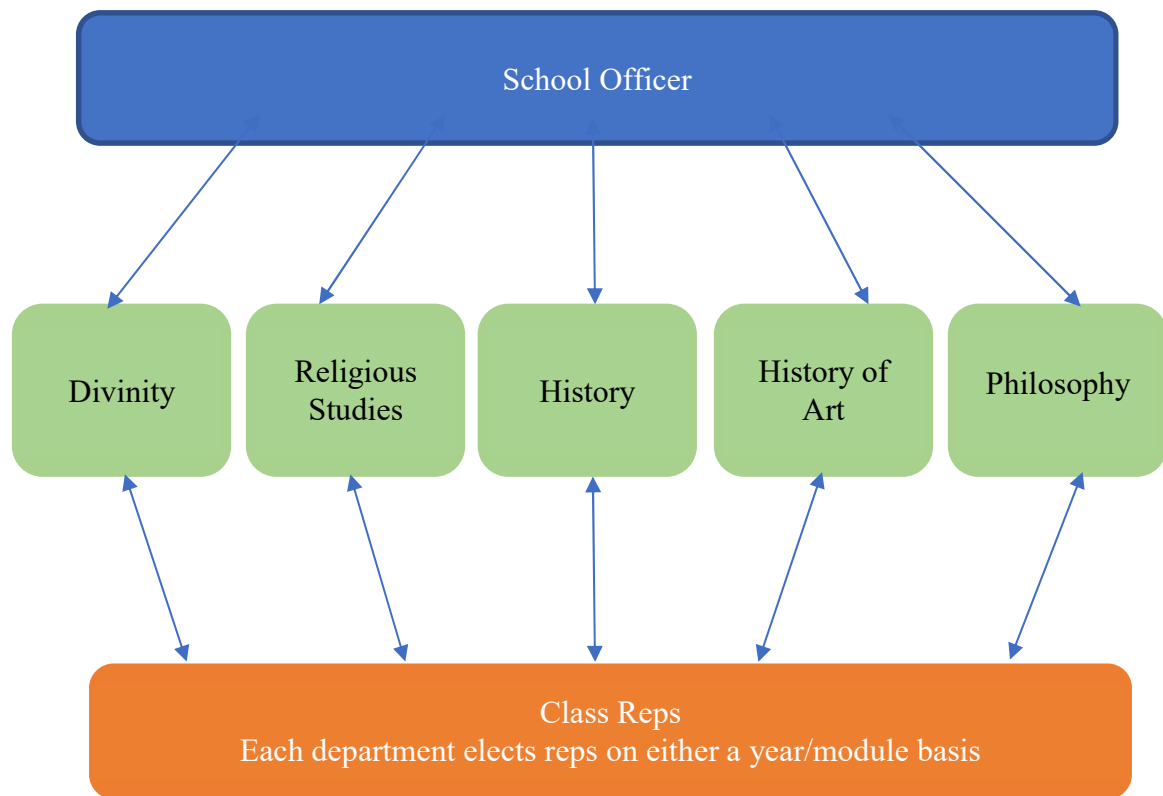 School Officer
Divinity
Religious
Studies
History
History of
Art
Philosophy
Class Reps
Each department elects reps on either a year/module basis